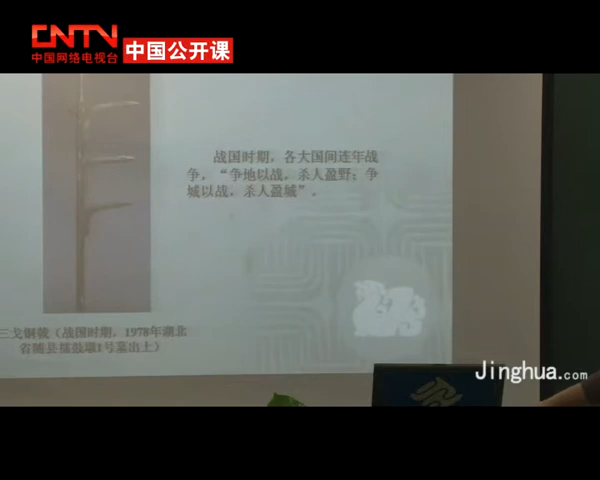 CNTV
中国网络电视台
中国公开课
战国时期，各大国间连年战
争，“争地以战，杀人盈野；争
城以战，杀人盈城”。
三戈铜戟（战国时期，1978年湖北
省随县擂鼓墩1号墓出土）
Jinghua.com